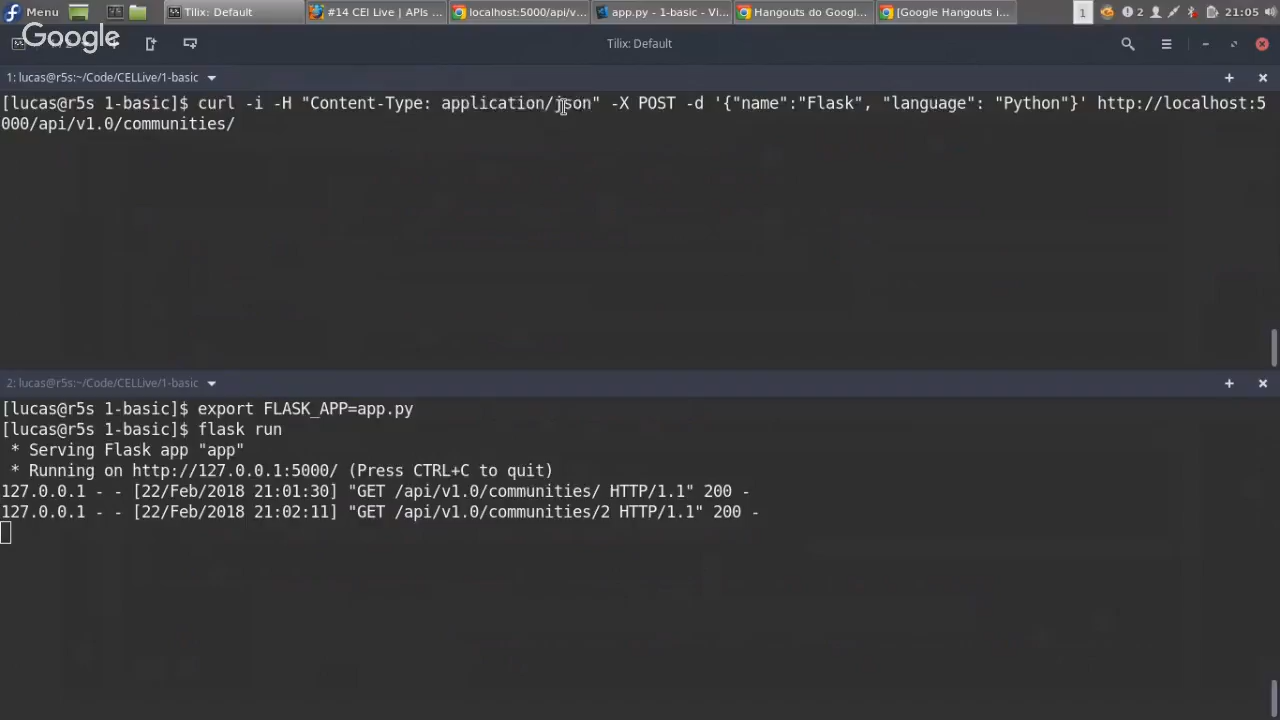 Menu
Tilix: Default
#14 CEI Live | APIs ...
localhost:5000/api/v...
app.py - 1-basic - Vi...
Hangouts do Googl...
[Google Hangouts i...
1
2
21:05
Google
Tilix: Default
1: lucas@r5s:~/Code/CELLive/1-basic
[lucas@r5s 1-basic]$ curl -i -H "Content-Type: application/json" -X POST -d '{"name":"Flask", "language": "Python"}' http://localhost:5
000/api/v1.0/communities/
2: lucas@r5s:~/Code/CELLive/1-basic
[lucas@r5s 1-basic]$ export FLASK_APP=app.py
[lucas@r5s 1-basic]$ flask run
* Serving Flask app "app"
* Running on http://127.0.0.1:5000/ (Press CTRL+C to quit)
127.0.0.1 - - [22/Feb/2018 21:01:30] "GET /api/v1.0/communities/ HTTP/1.1" 200 -
127.0.0.1 - - [22/Feb/2018 21:02:11] "GET /api/v1.0/communities/2 HTTP/1.1" 200 -